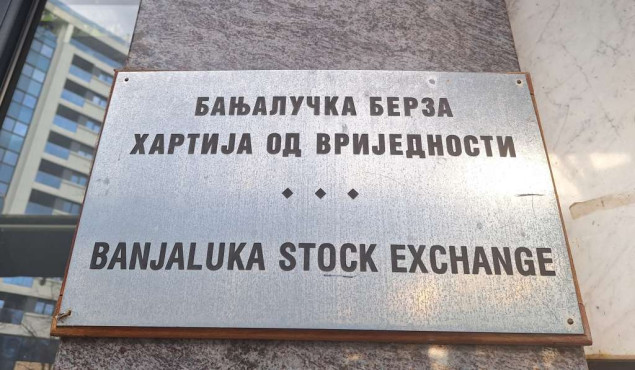 БАЊАЛУЧКА БЕРЗА
ХАРТИЈА ОД ВРИЈЕДНОСТИ
BANJALUKA STOCK EXCHANGE